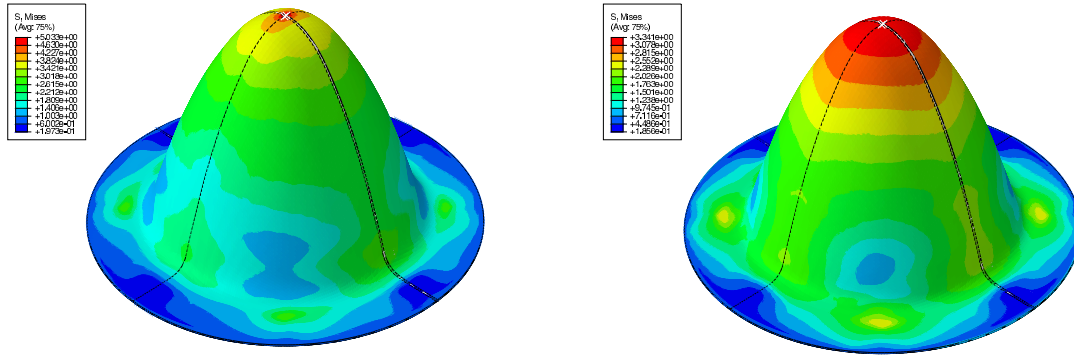 S, Mises
(Avg: 75%)
+5.033e+00
+4.630e+00
+4.227e+00
+3.824e+00
+3.421e+00
+3.018e+00
+2.615e+00
+2.212e+00
+1.809e+00
+1.406e+00
+1.003e+00
+6.002e-01
+1.973e-01
S, Mises
(Avg: 75%)
+3.341e+00
+3.078e+00
+2.815e+00
+2.552e+00
+2.289e+00
+2.026e+00
+1.763e+00
+1.501e+00
+1.238e+00
+9.745e-01
+7.116e-01
+4.486e-01
+1.856e-01